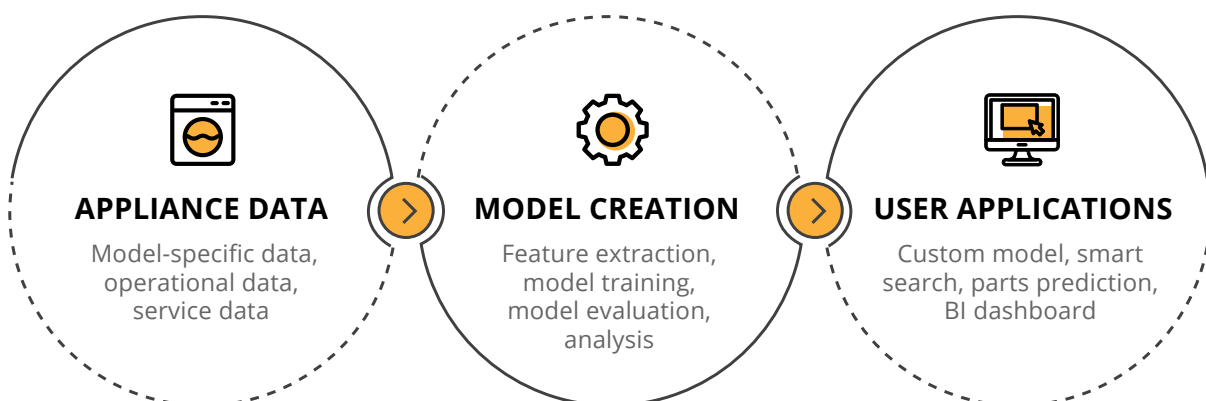 APPLIANCE DATA
Model-specific data,
operational data,
service data
MODEL CREATION
Feature extraction,
model training,
model evaluation,
analysis
USER APPLICATIONS
Custom model, smart
search, parts prediction,
BI dashboard